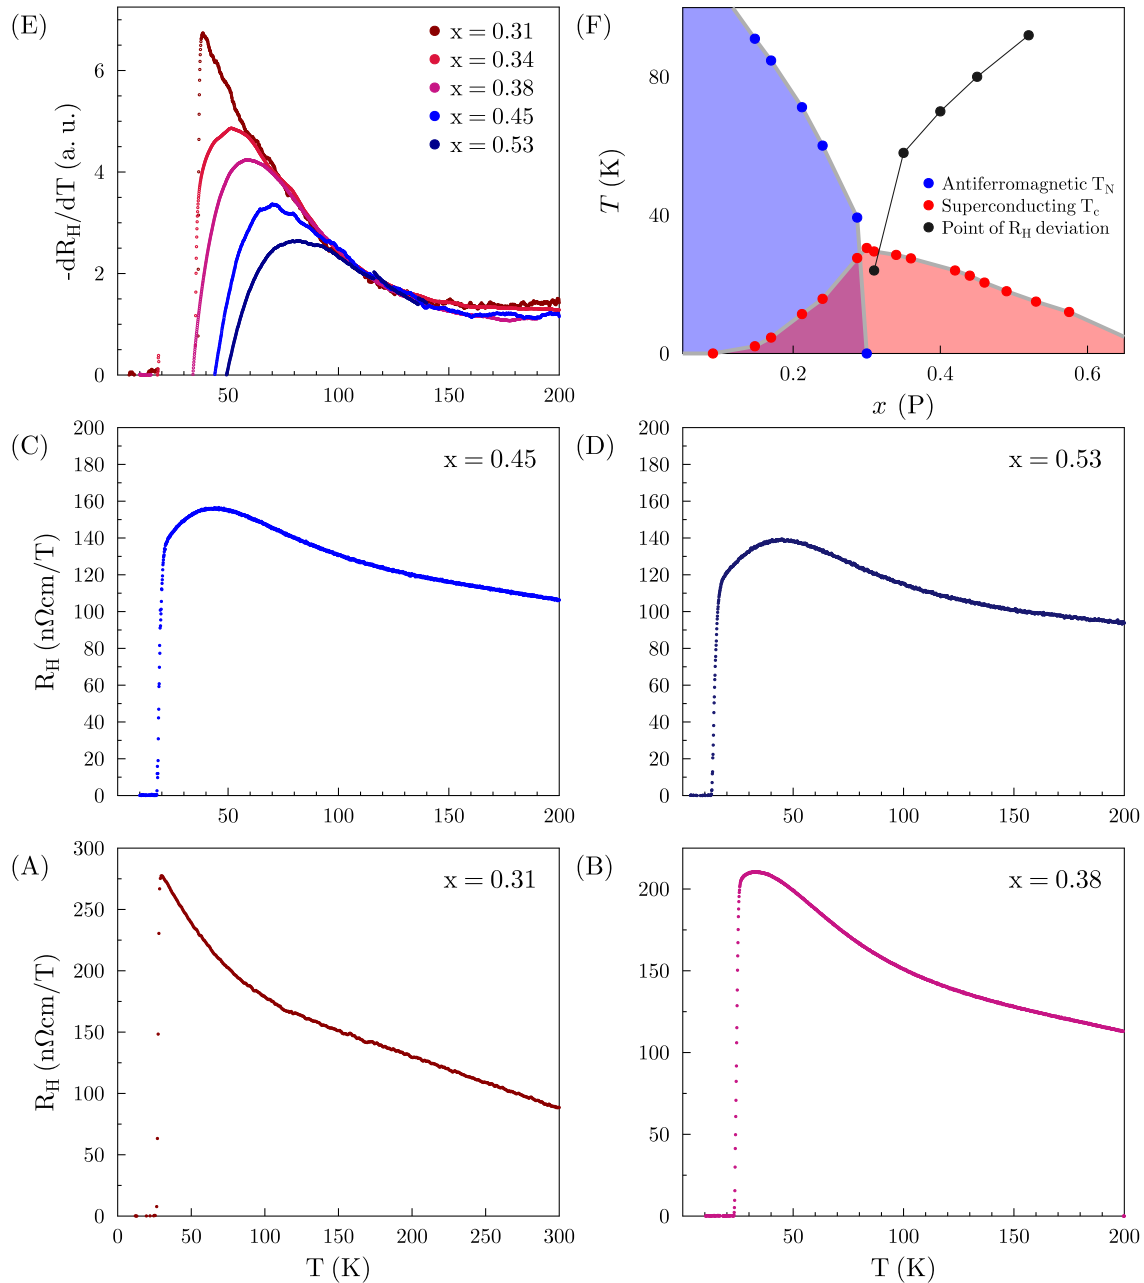 (E)
-dR_H/dT (a. u.)
6
4
2
0
50
100
150
200
x = 0.31
x = 0.34
x = 0.38
x = 0.45
x = 0.53
(F)
T (K)
80
40
0
0.2
0.4
0.6
x (P)
Antiferromagnetic T_N
Superconducting T_c
Point of R_H deviation
(C)
R_H (nΩcm/T)
200
180
160
140
120
100
80
60
40
20
0
50
100
150
200
x = 0.45
(D)
200
180
160
140
120
100
80
60
40
20
0
50
100
150
200
x = 0.53
(A)
R_H (nΩcm/T)
300
250
200
150
100
50
0
0
50
100
150
200
250
300
T (K)
x = 0.31
(B)
200
150
100
50
0
50
100
150
200
T (K)
x = 0.38